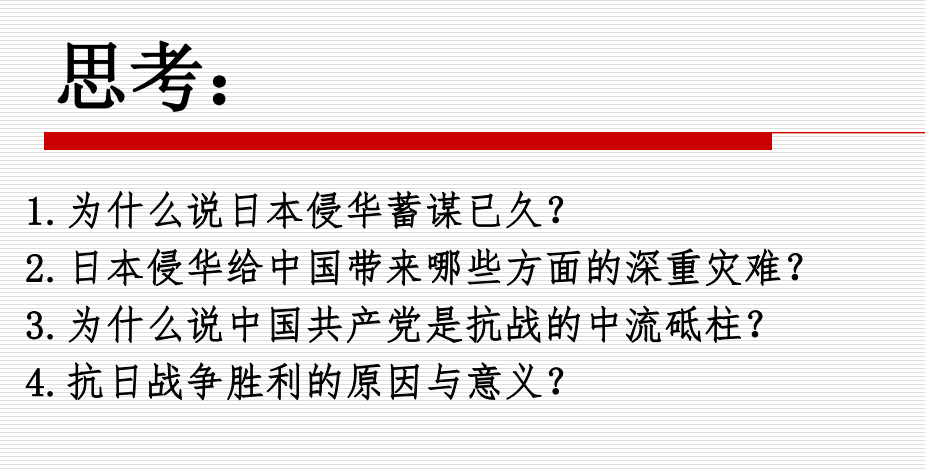 思考：
1.为什么说日本侵华蓄谋已久？
2.日本侵华给中国带来哪些方面的深重灾难？
3.为什么说中国共产党是抗战的中流砥柱？
4.抗日战争胜利的原因与意义？